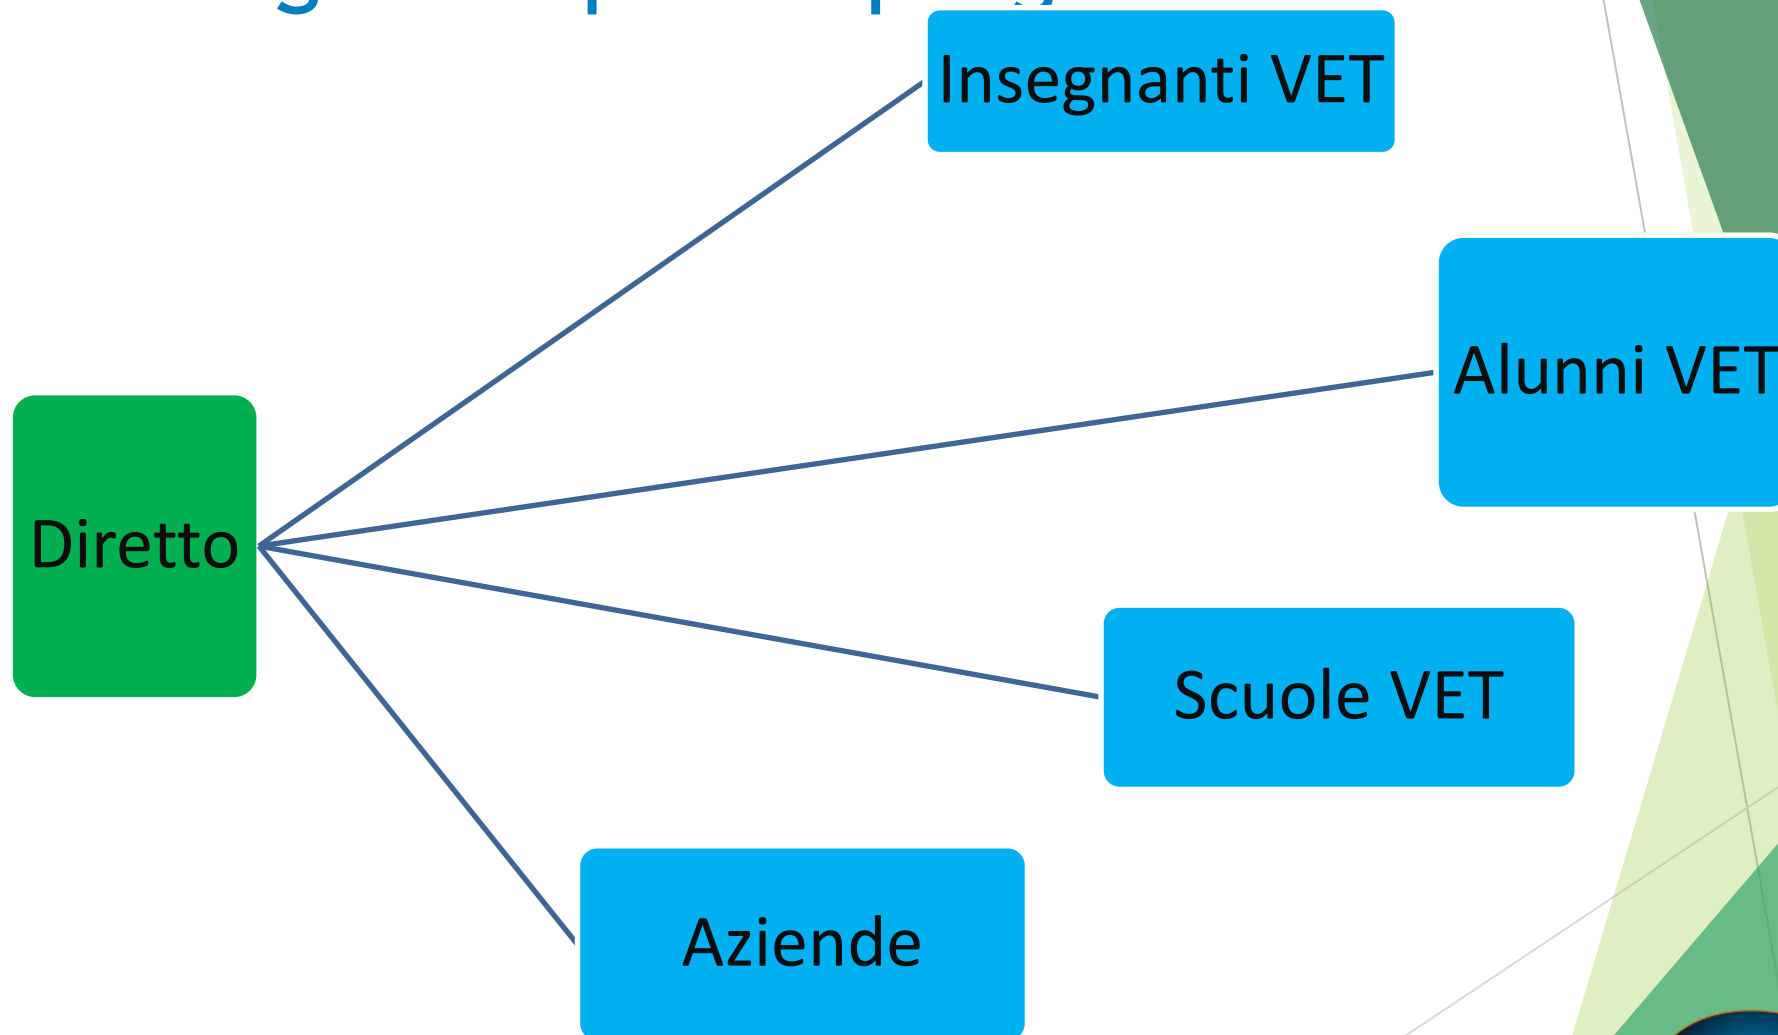 Insegnanti VET
Alunni VET
Diretto
Scuole VET
Aziende